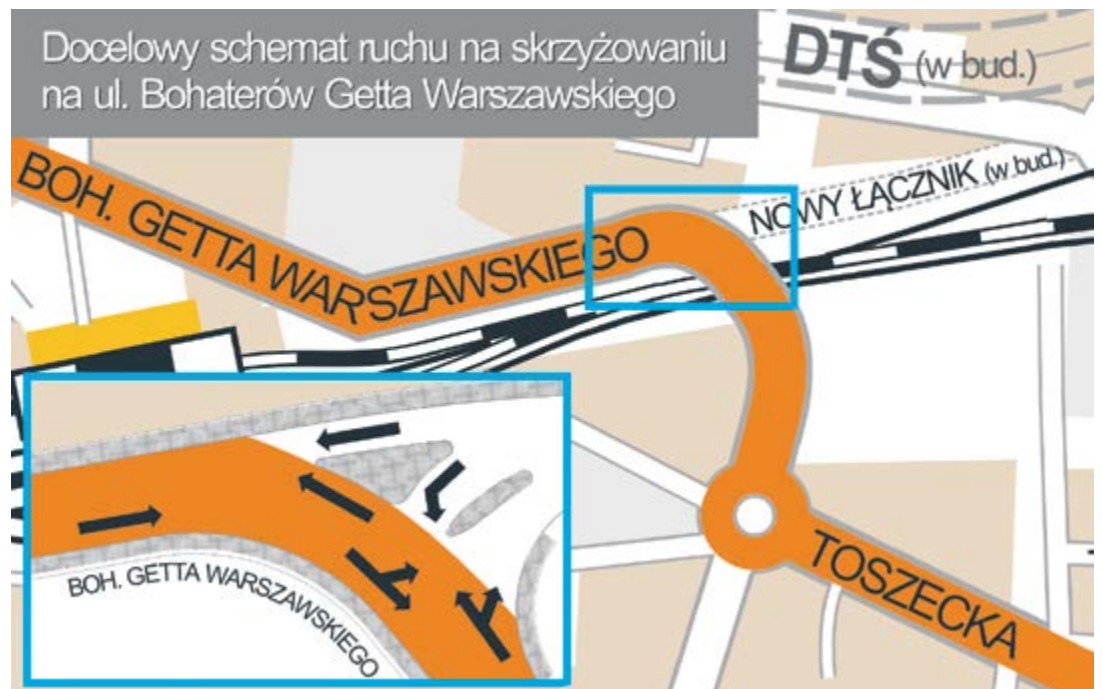 Docelowy schemat ruchu na skrzyżowaniu
na ul. Bohaterów Getta Warszawskiego
DTŚ (w bud.)
NOWY ŁĄCZNIK (w bud.)
BOH. GETTA WARSZAWSKIEGO
BOH. GETTA WARSZAWSKIEGO
TOSZECKA